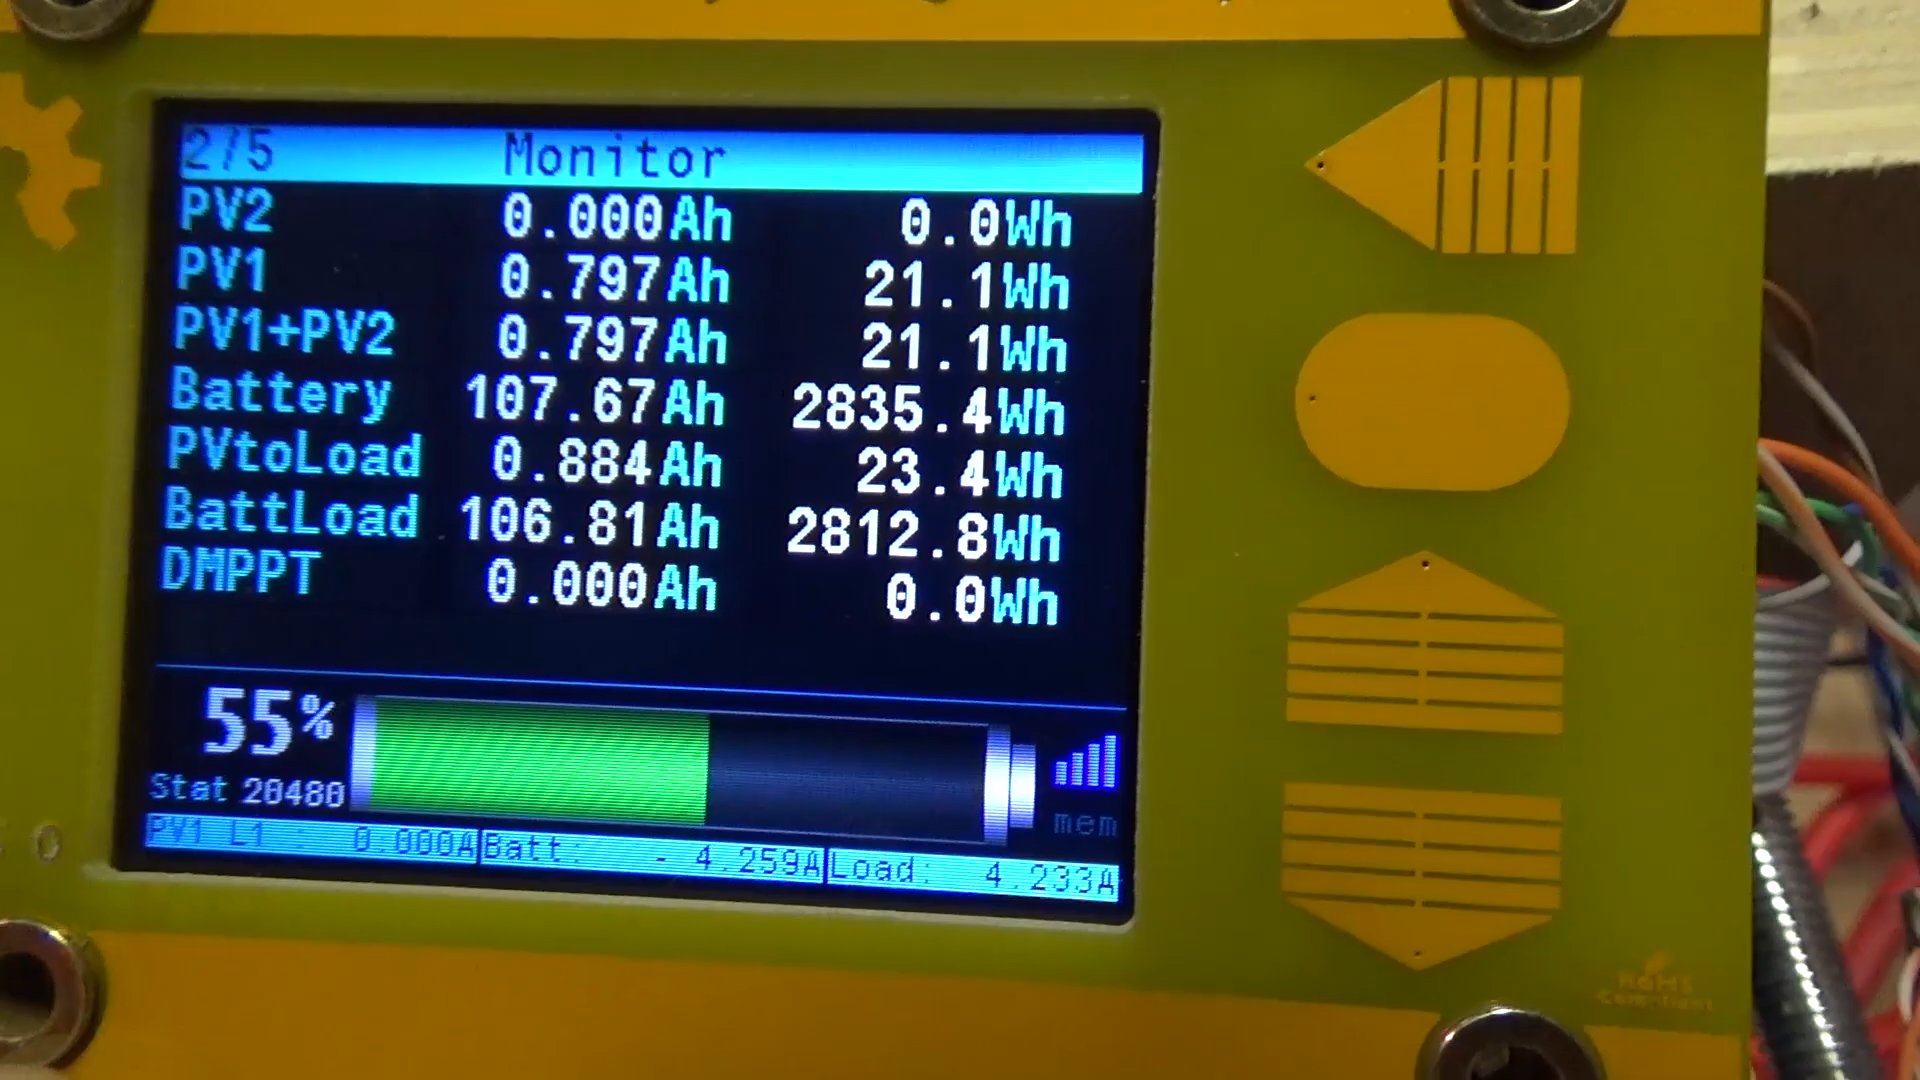 2/5 Monitor
PV2 0.000Ah 0.0Wh
PV1 0.797Ah 21.1Wh
PV1+PV2 0.797Ah 21.1Wh
Battery 107.67Ah 2835.4Wh
PVtoLoad 0.884Ah 23.4Wh
BattLoad 106.81Ah 2812.8Wh
DMPPT 0.000Ah 0.0Wh
55%
Stat 20480
mem
PV1 L1 : 0.000A Batt: - 4.259A Load: 4.233A
RoHS
Compliant